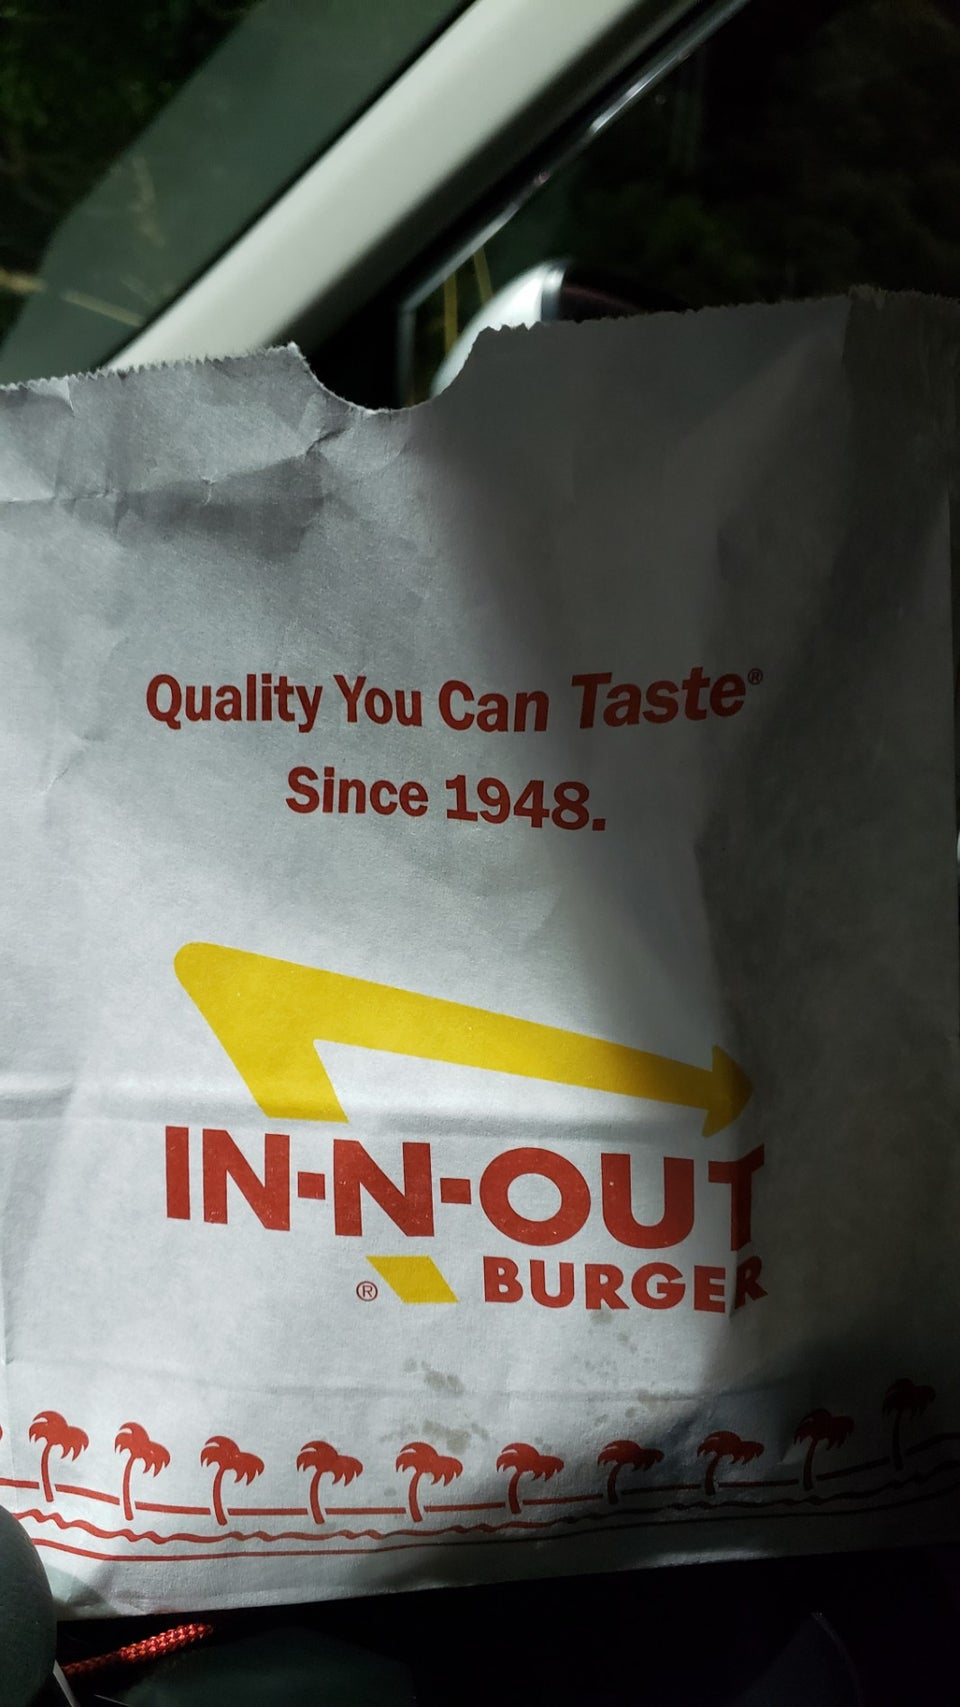 Quality You Can Taste®
Since 1948.
IN-N-OUT
® BURGER